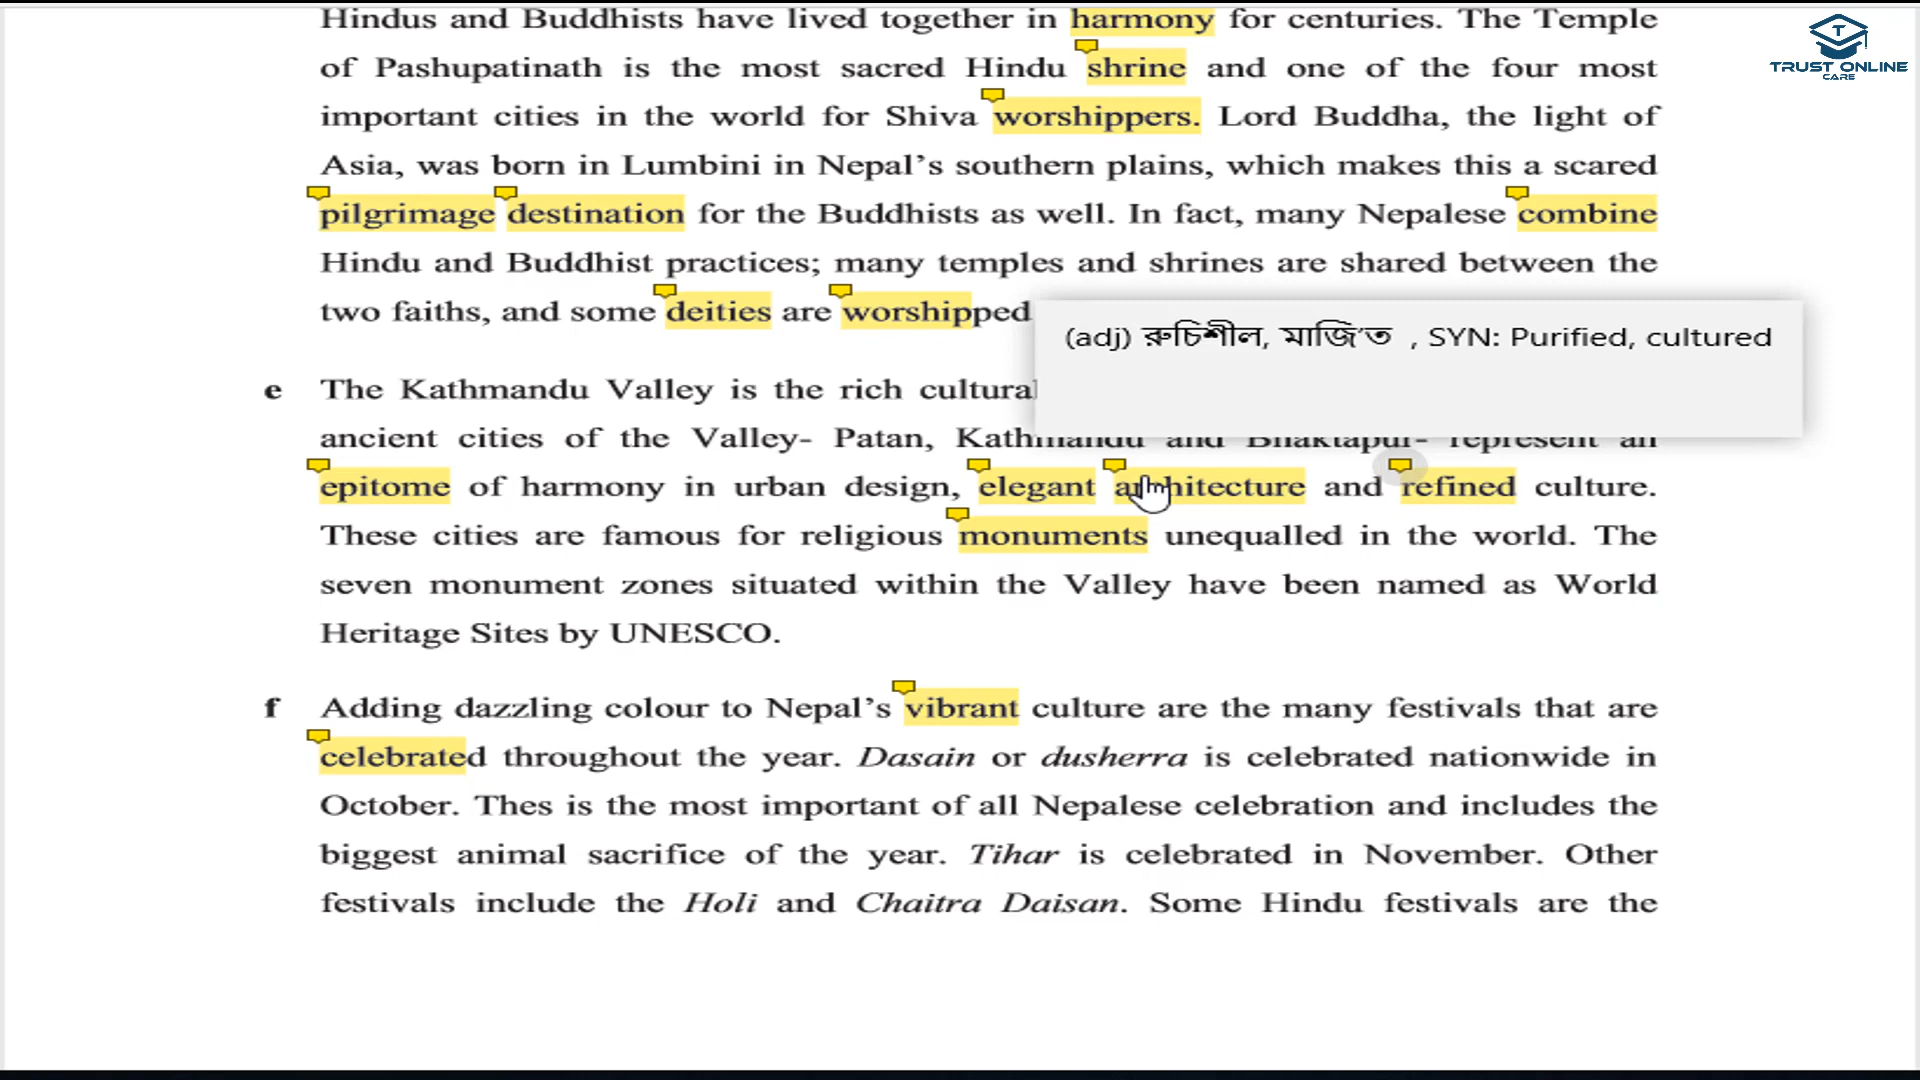 Hindus and Buddhists have lived together in harmony for centuries. The Temple
of Pashupatinath is the most sacred Hindu shrine and one of the four most
important cities in the world for Shiva worshippers. Lord Buddha, the light of
Asia, was born in Lumbini in Nepal’s southern plains, which makes this a scared
pilgrimage destination for the Buddhists as well. In fact, many Nepalese combine
Hindu and Buddhist practices; many temples and shrines are shared between the
two faiths, and some deities are worshipped
(adj) রুচিশীল, মাজি’ত , SYN: Purified, cultured
e The Kathmandu Valley is the rich cultural
ancient cities of the Valley- Patan, Kathmandu and Bhaktapur- represent an
epitome of harmony in urban design, elegant architecture and refined culture.
These cities are famous for religious monuments unequalled in the world. The
seven monument zones situated within the Valley have been named as World
Heritage Sites by UNESCO.
f Adding dazzling colour to Nepal’s vibrant culture are the many festivals that are
celebrated throughout the year. Dasain or dusherra is celebrated nationwide in
October. Thes is the most important of all Nepalese celebration and includes the
biggest animal sacrifice of the year. Tihar is celebrated in November. Other
festivals include the Holi and Chaitra Daisan. Some Hindu festivals are the
T
TRUST ONLINE
CARE